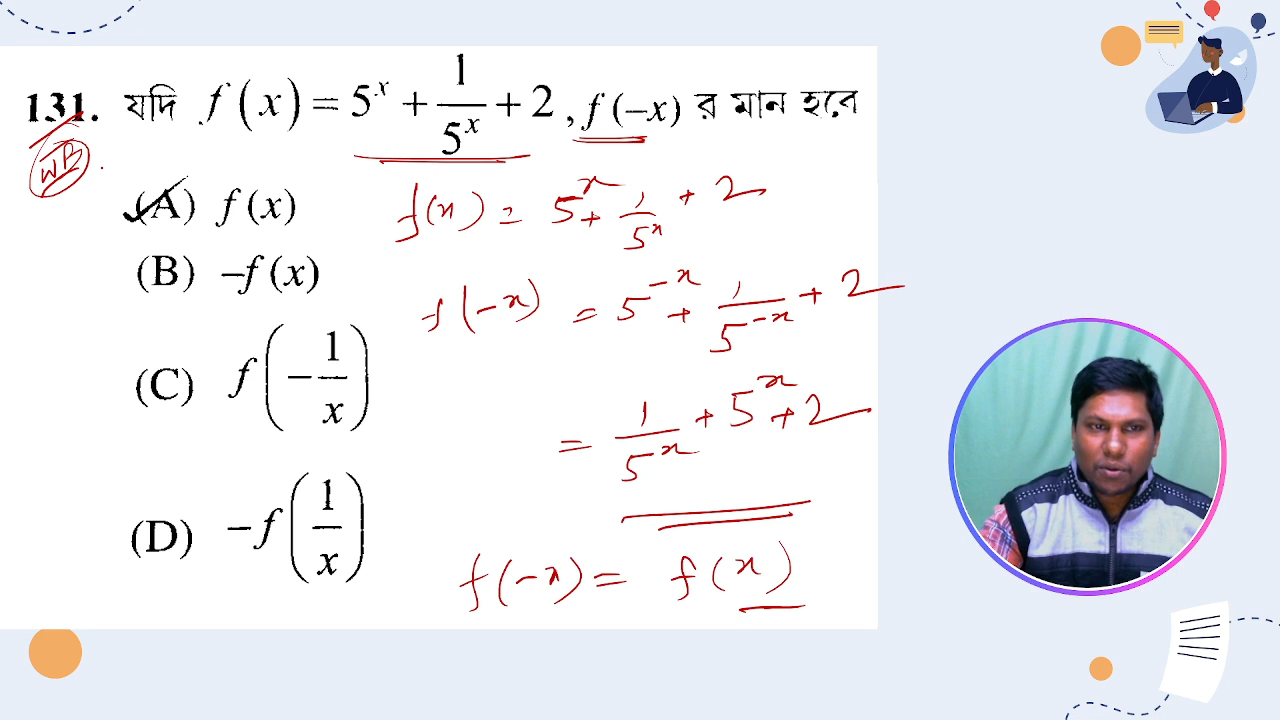 131. যদি f(x) = 5^x + 1/5^x + 2, f(–x) র মান হবে
WB
(A) f(x)
(B) –f(x)
(C) f(–1/x)
(D) –f(1/x)
f(x) = 5^x + 1/5^x + 2
f(-x) = 5^-x + 1/5^-x + 2
= 1/5^x + 5^x + 2
f(-x) = f(x)